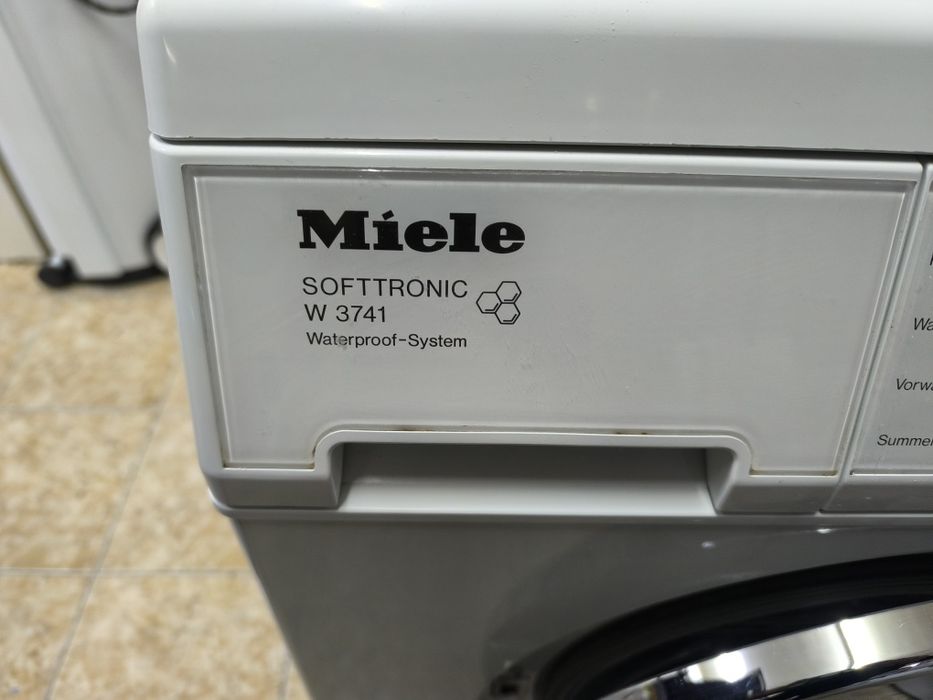 Miele
SOFTTRONIC
W 3741
Waterproof-System